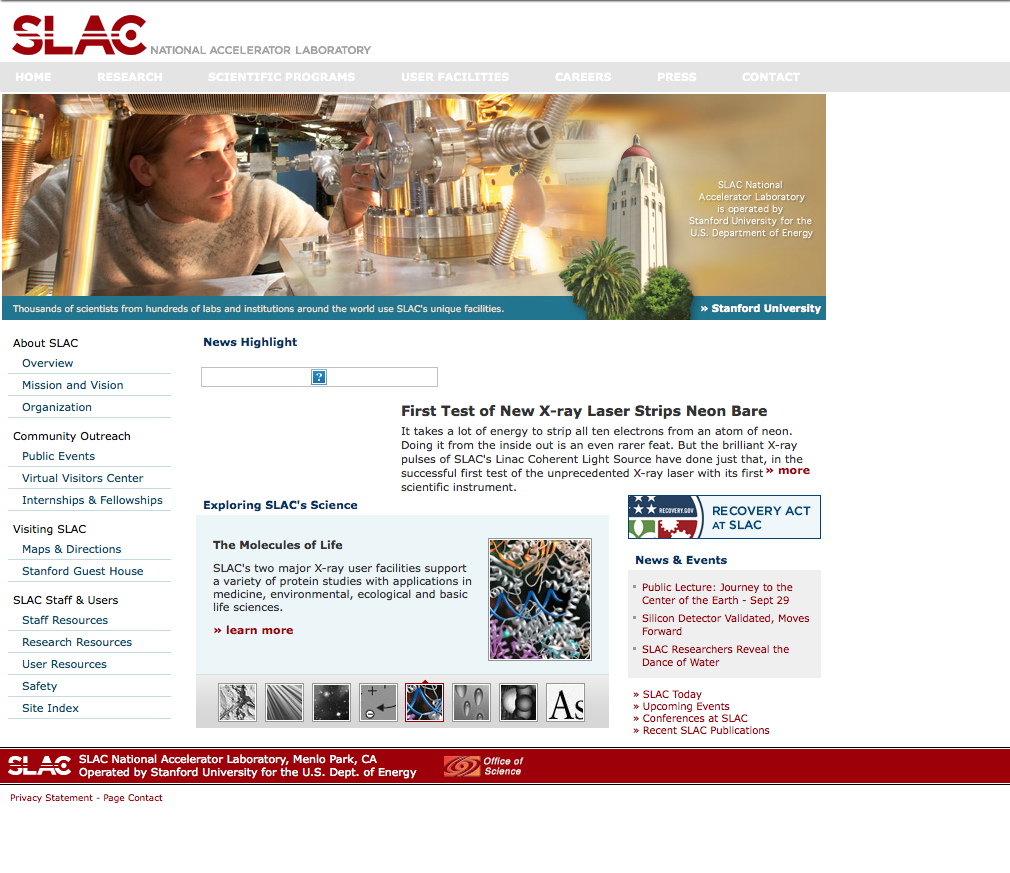 SLAC NATIONAL ACCELERATOR LABORATORY
HOME RESEARCH SCIENTIFIC PROGRAMS USER FACILITIES CAREERS PRESS CONTACT
SLAC National
Accelerator Laboratory
is operated by
Stanford University for the
U.S. Department of Energy
Thousands of scientists from hundreds of labs and institutions around the world use SLAC's unique facilities.
» Stanford University
About SLAC
Overview
Mission and Vision
Organization
Community Outreach
Public Events
Virtual Visitors Center
Internships & Fellowships
Visiting SLAC
Maps & Directions
Stanford Guest House
SLAC Staff & Users
Staff Resources
Research Resources
User Resources
Safety
Site Index
News Highlight
?
First Test of New X-ray Laser Strips Neon Bare
It takes a lot of energy to strip all ten electrons from an atom of neon.
Doing it from the inside out is an even rarer feat. But the brilliant X-ray
pulses of SLAC's Linac Coherent Light Source have done just that, in the
successful first test of the unprecedented X-ray laser with its first
scientific instrument.
» more
Exploring SLAC's Science
The Molecules of Life
SLAC's two major X-ray user facilities support
a variety of protein studies with applications in
medicine, environmental, ecological and basic
life sciences.
» learn more
As
RECOVERY.GOV
RECOVERY ACT
AT SLAC
News & Events
Public Lecture: Journey to the
Center of the Earth - Sept 29
Silicon Detector Validated, Moves
Forward
SLAC Researchers Reveal the
Dance of Water
» SLAC Today
» Upcoming Events
» Conferences at SLAC
» Recent SLAC Publications
SLAC
SLAC National Accelerator Laboratory, Menlo Park, CA
Operated by Stanford University for the U.S. Dept. of Energy
Office of
Science
Privacy Statement - Page Contact